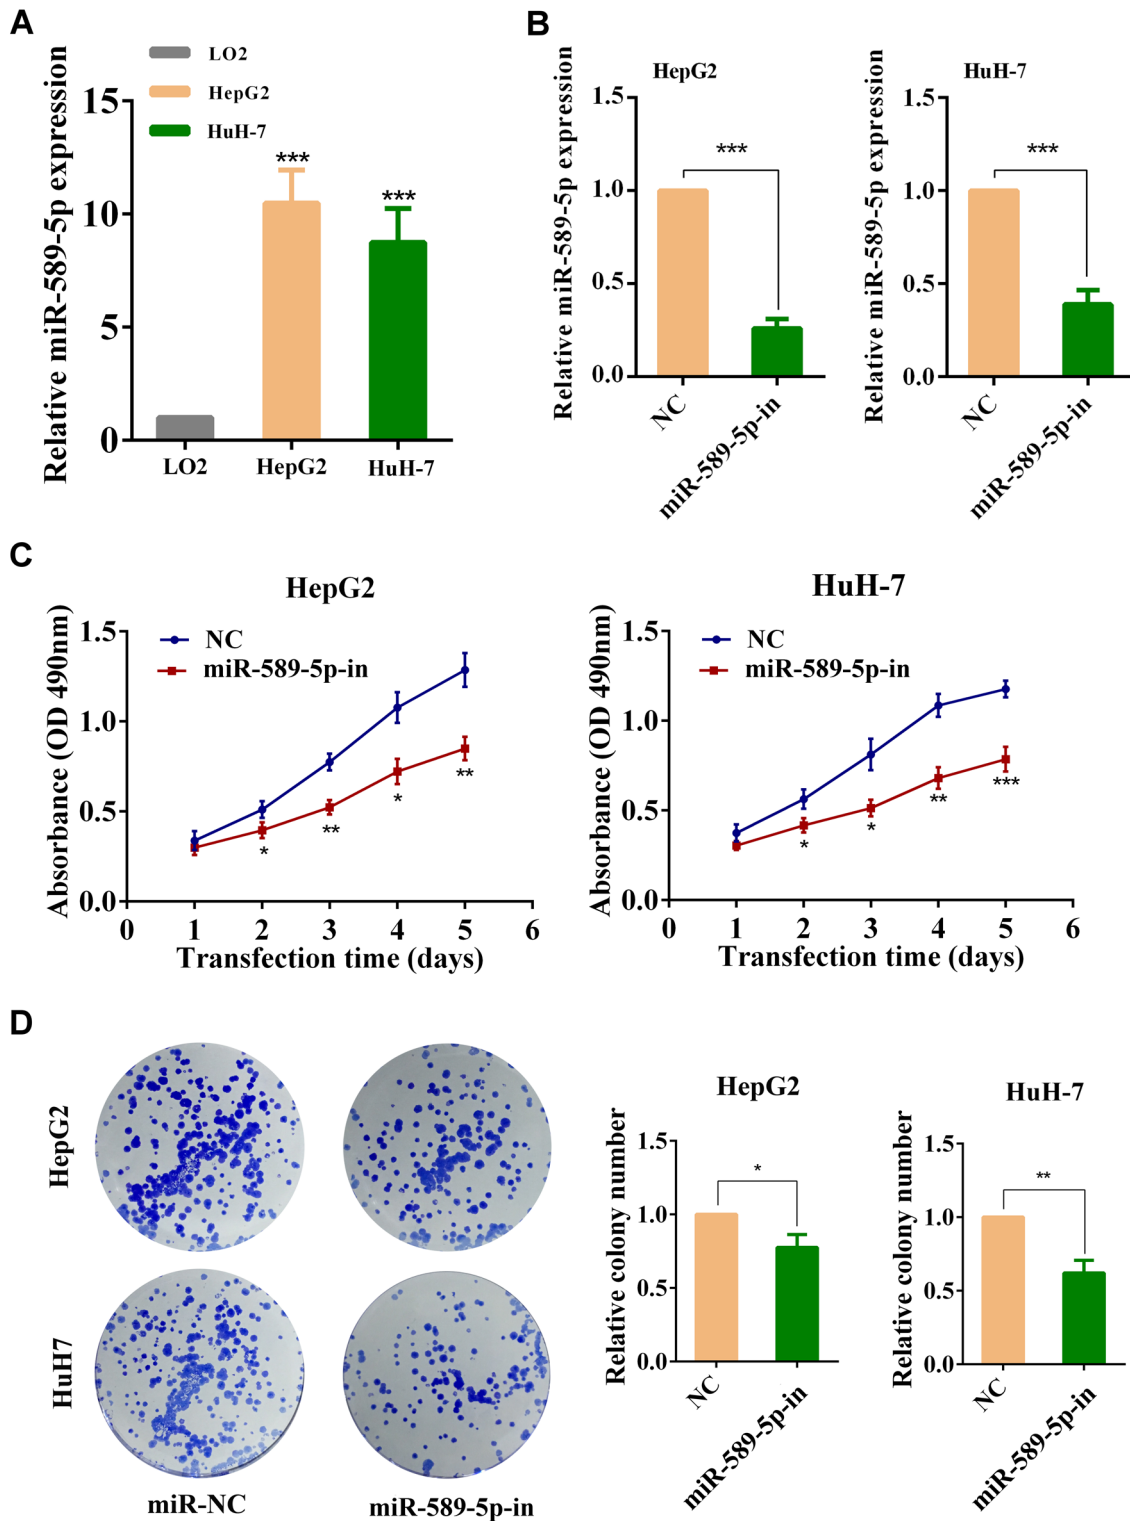 A
LO2
HepG2
HuH-7
Relative miR-589-5p expression
15
10
5
0
***
***
LO2
HepG2
HuH-7
B
HepG2
Relative miR-589-5p expression
1.5
1.0
0.5
0.0
***
NC
miR-589-5p-in
HuH-7
Relative miR-589-5p expression
1.5
1.0
0.5
0.0
***
NC
miR-589-5p-in
C
HepG2
NC
miR-589-5p-in
Absorbance (OD 490nm)
1.5
1.0
0.5
0.0
*
**
*
**
0 1 2 3 4 5 6
Transfection time (days)
HuH-7
NC
miR-589-5p-in
Absorbance (OD 490nm)
1.5
1.0
0.5
0.0
*
*
**
***
0 1 2 3 4 5 6
Transfection time (days)
D
HepG2
HuH7
miR-NC
miR-589-5p-in
HepG2
Relative colony number
1.5
1.0
0.5
0.0
*
NC
miR-589-5p-in
HuH-7
Relative colony number
1.5
1.0
0.5
0.0
**
NC
miR-589-5p-in